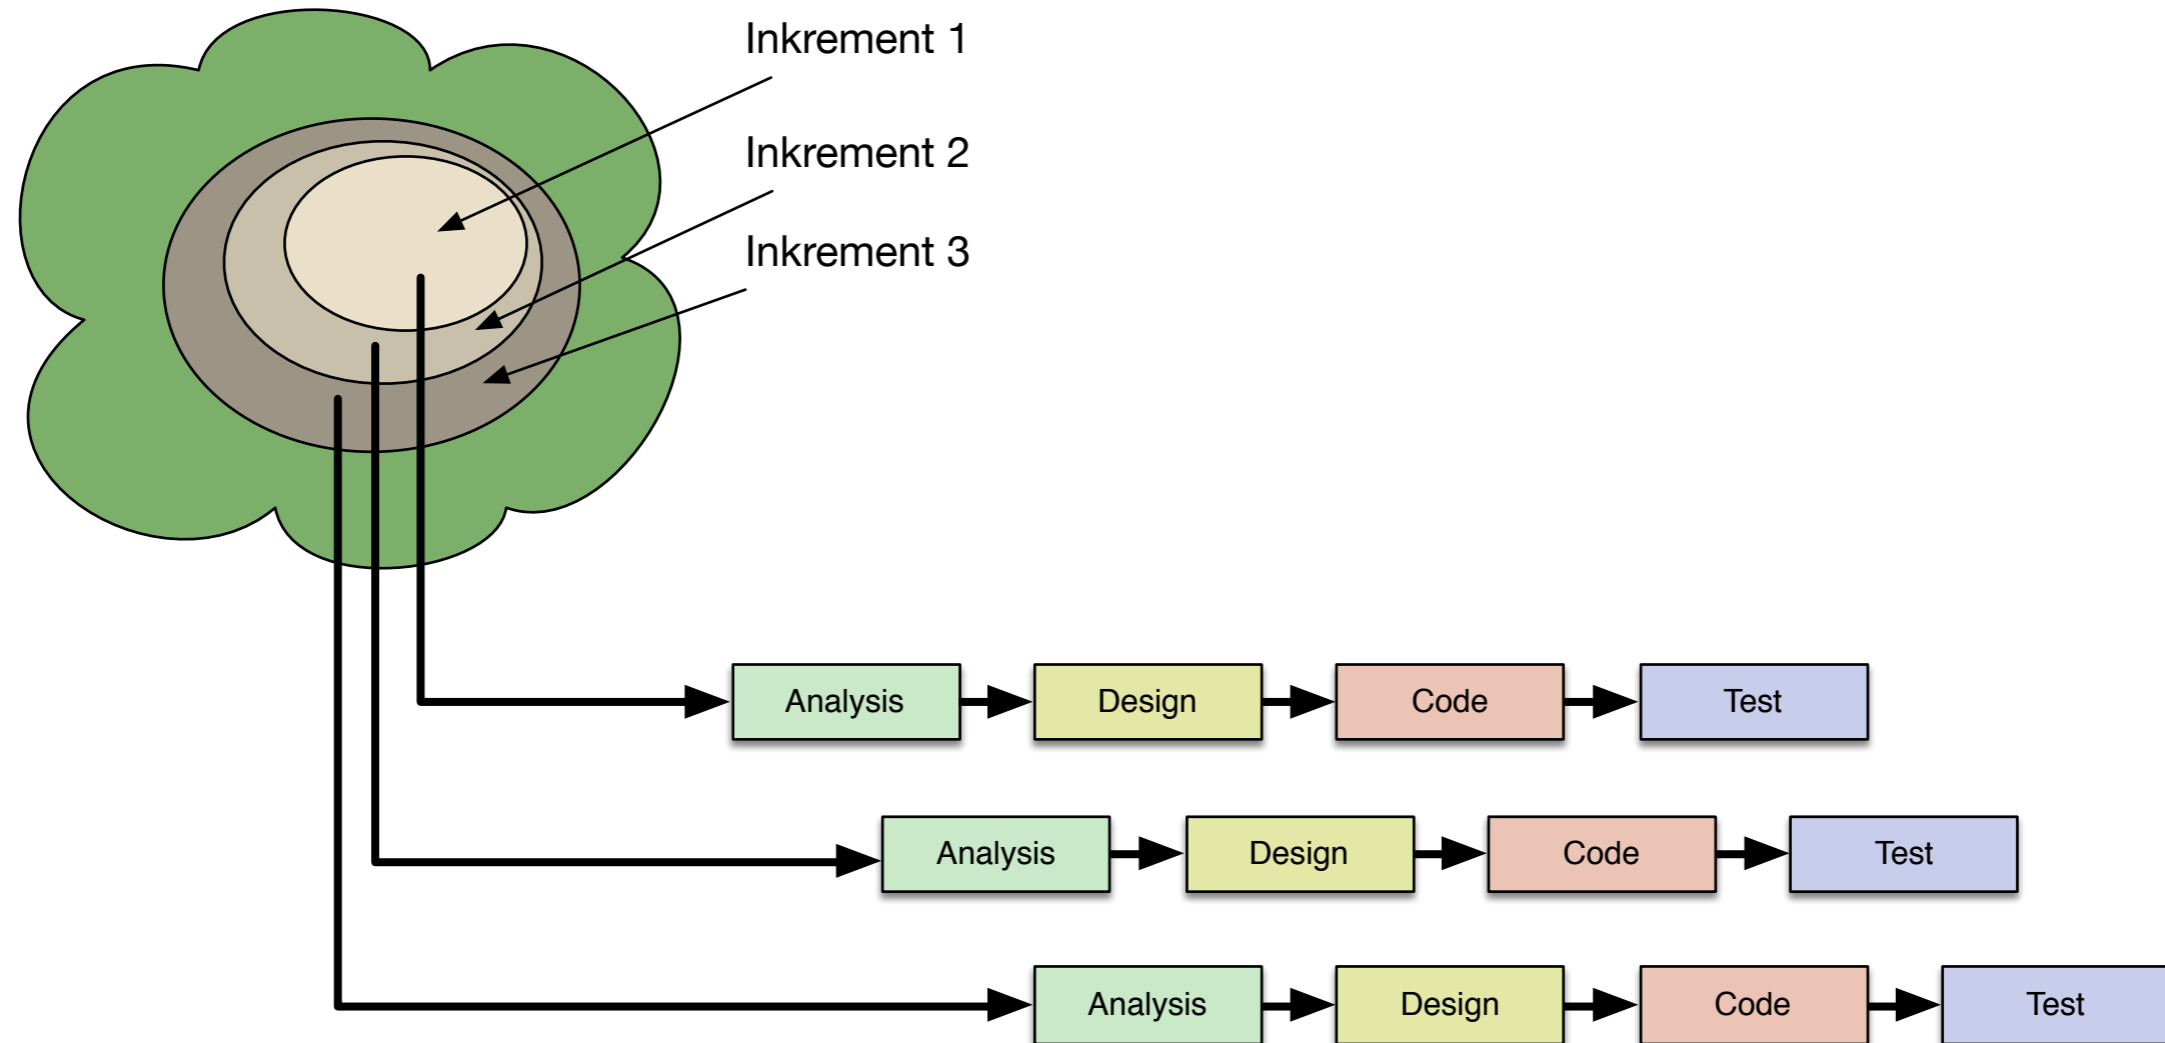 Inkrement 1
Inkrement 2
Inkrement 3
Analysis Design Code Test
Analysis Design Code Test
Analysis Design Code Test